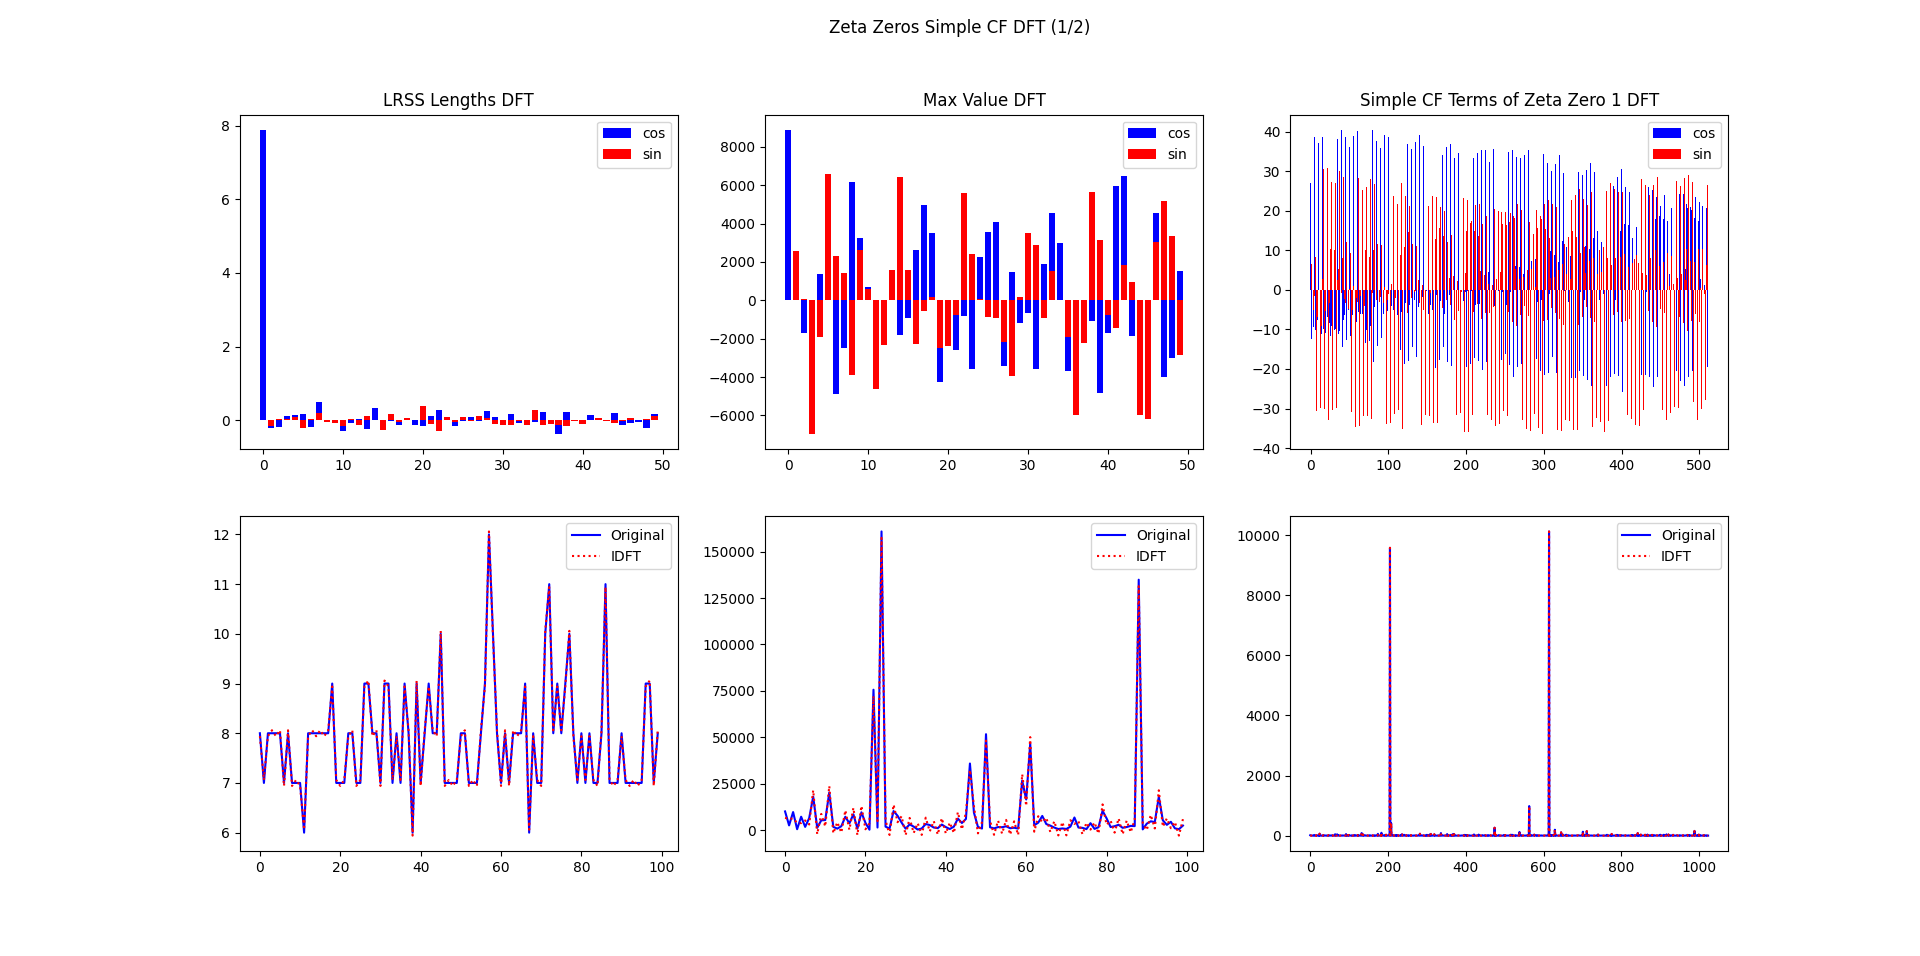 Zeta Zeros Simple CF DFT (1/2)
LRSS Lengths DFT
8
6
4
2
0
0 10 20 30 40 50
cos
sin
Max Value DFT
8000
6000
4000
2000
0
−2000
−4000
−6000
0 10 20 30 40 50
cos
sin
Simple CF Terms of Zeta Zero 1 DFT
40
30
20
10
0
−10
−20
−30
−40
0 100 200 300 400 500
cos
sin
12
11
10
9
8
7
6
0 20 40 60 80 100
Original
IDFT
150000
125000
100000
75000
50000
25000
0
0 20 40 60 80 100
Original
IDFT
10000
8000
6000
4000
2000
0
0 200 400 600 800 1000
Original
IDFT